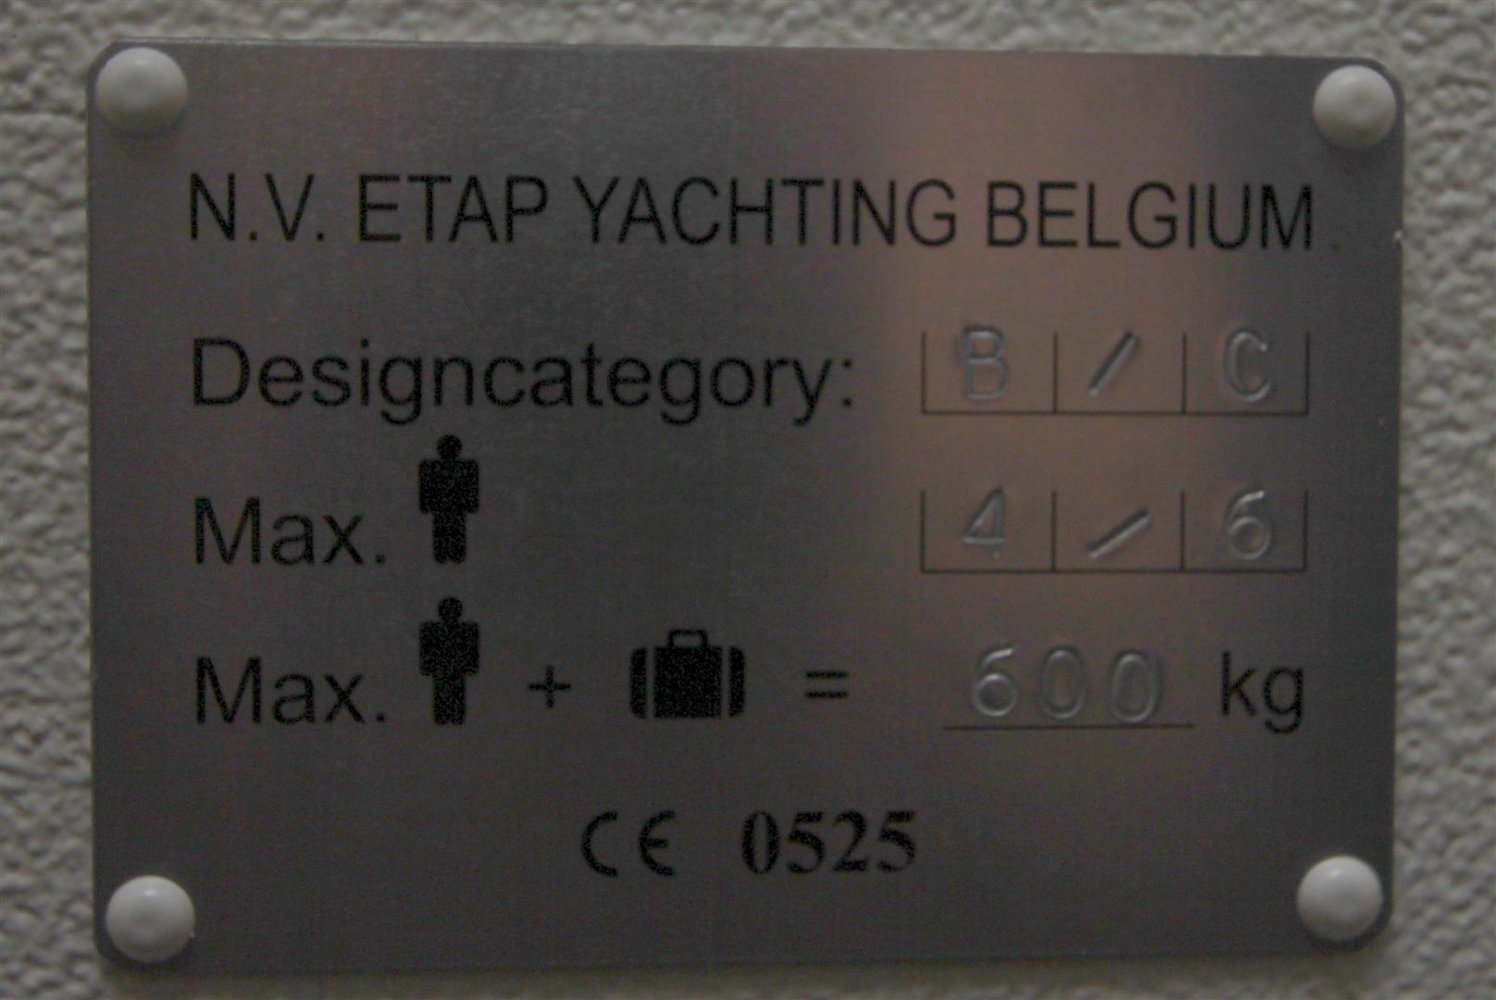 N.V. ETAP YACHTING BELGIUM
Designcategory: B / C
Max. 4 / 6
Max. + = 600 kg
CE 0525